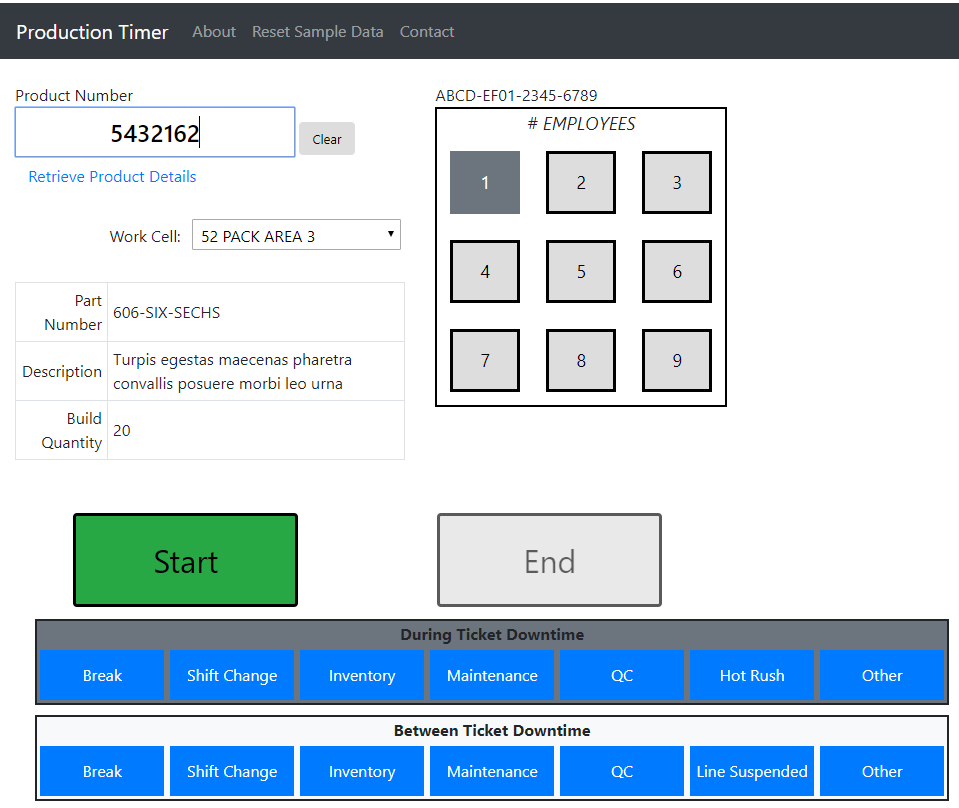 Production Timer About Reset Sample Data Contact
Product Number
5432162
Clear
Retrieve Product Details
Work Cell: 52 PACK AREA 3
Part Number 606-SIX-SECHS
Description Turpis egestas maecenas pharetra
convallis posuere morbi leo urna
Build Quantity 20
ABCD-EF01-2345-6789
# EMPLOYEES
1 2 3
4 5 6
7 8 9
Start End
During Ticket Downtime
Break Shift Change Inventory Maintenance QC Hot Rush Other
Between Ticket Downtime
Break Shift Change Inventory Maintenance QC Line Suspended Other